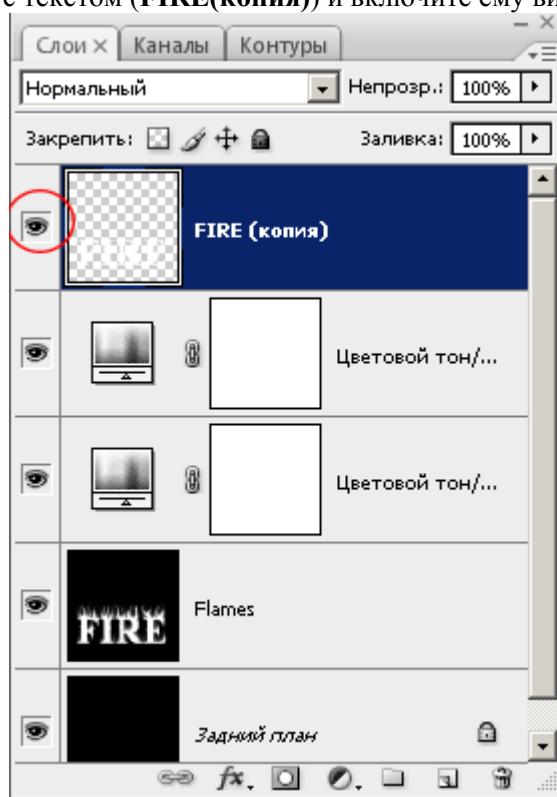 с текстом (FIRE(копия)) и включите ему
Слои × Каналы Контуры
Нормальный Непрозр.: 100%
Закрепить: Заливка: 100%
FIRE (копия)
Цветовой тон/...
Цветовой тон/...
FIRE
Flames
Задний план
fx.